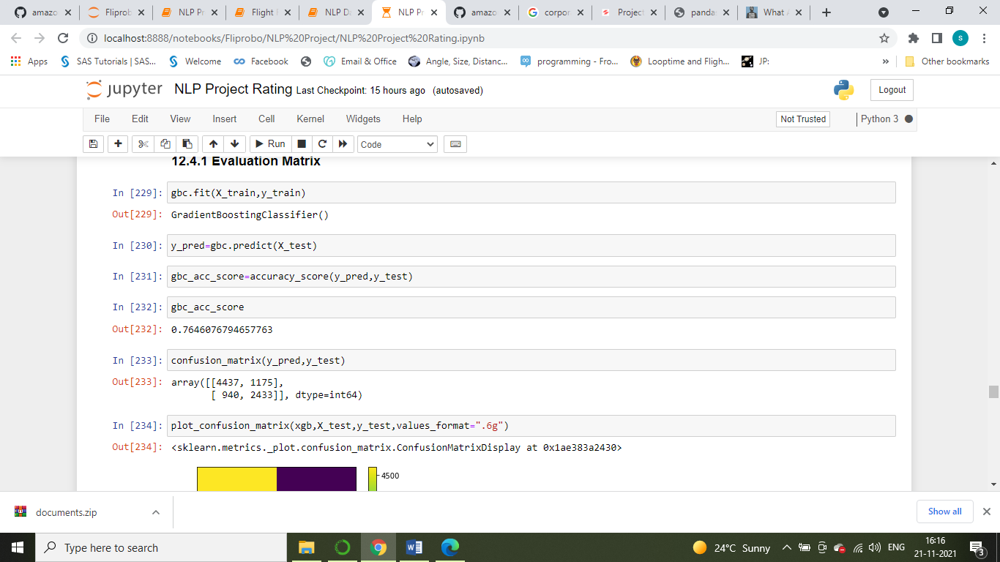 amazo
Fliprob
NLP Pr
Flight
NLP D
NLP Pr
amazo
corpor
Project
panda
What
localhost:8888/notebooks/Fliprobo/NLP%20Project/NLP%20Project%20Rating.ipynb
S
Apps
SAS Tutorials | SAS...
Welcome
Facebook
Email & Office
Angle, Size, Distanc...
programming - Fro...
Looptime and Fligh...
JP:
»
Other bookmarks
jupyter NLP Project Rating Last Checkpoint: 15 hours ago (autosaved)
Logout
File Edit View Insert Cell Kernel Widgets Help
Not Trusted
Python 3
Run
Code
12.4.1 Evaluation Matrix
In [229]: gbc.fit(X_train,y_train)
Out[229]: GradientBoostingClassifier()
In [230]: y_pred=gbc.predict(X_test)
In [231]: gbc_acc_score=accuracy_score(y_pred,y_test)
In [232]: gbc_acc_score
Out[232]: 0.7646076794657763
In [233]: confusion_matrix(y_pred,y_test)
Out[233]: array([[4437, 1175],
[ 940, 2433]], dtype=int64)
In [234]: plot_confusion_matrix(xgb,X_test,y_test,values_format=".6g")
Out[234]: <sklearn.metrics._plot.confusion_matrix.ConfusionMatrixDisplay at 0x1ae383a2430>
4500
documents.zip
Show all
Type here to search
24°C Sunny
ENG
16:16
21-11-2021
3